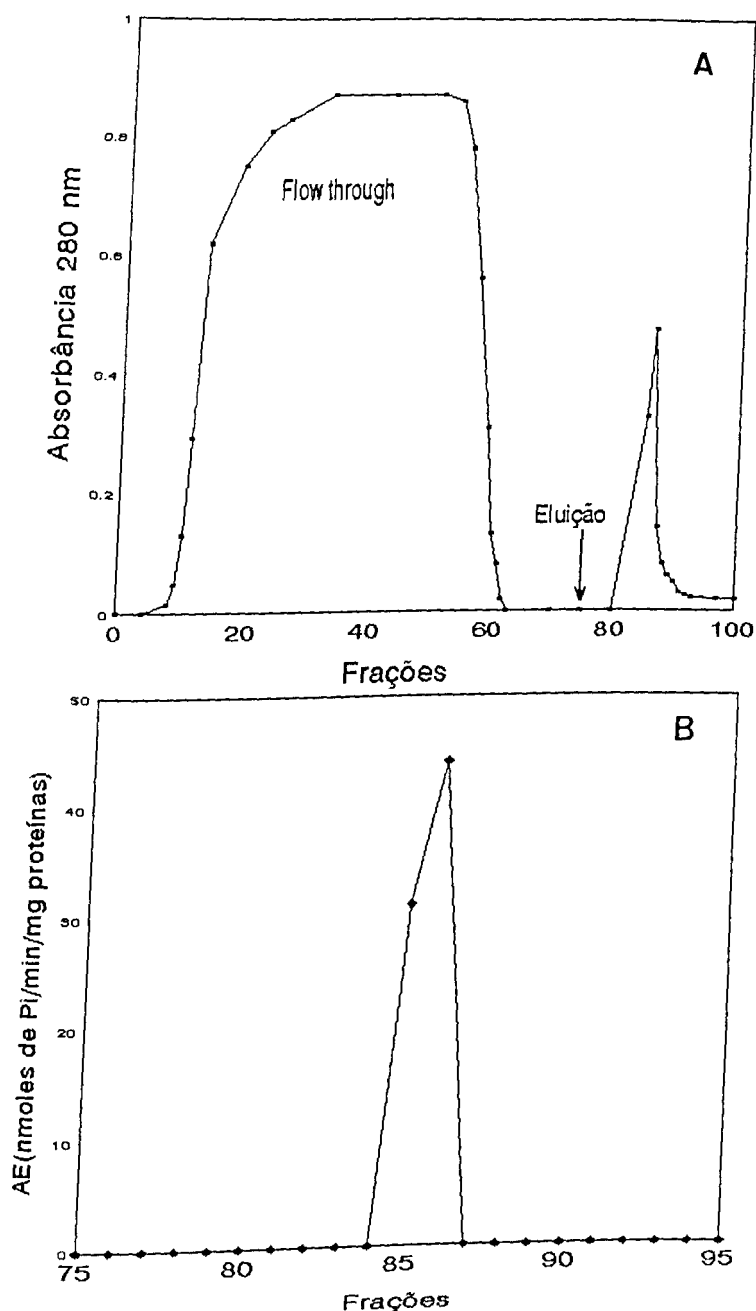 A
Absorbância 280 nm
1
0.8
0.6
0.4
0.2
0
Flow through
Eluição
0 20 40 60 80 100
Frações
B
AE(nmoles de Pi/min/mg proteínas)
50
40
30
20
10
0
75 80 85 90 95
Frações